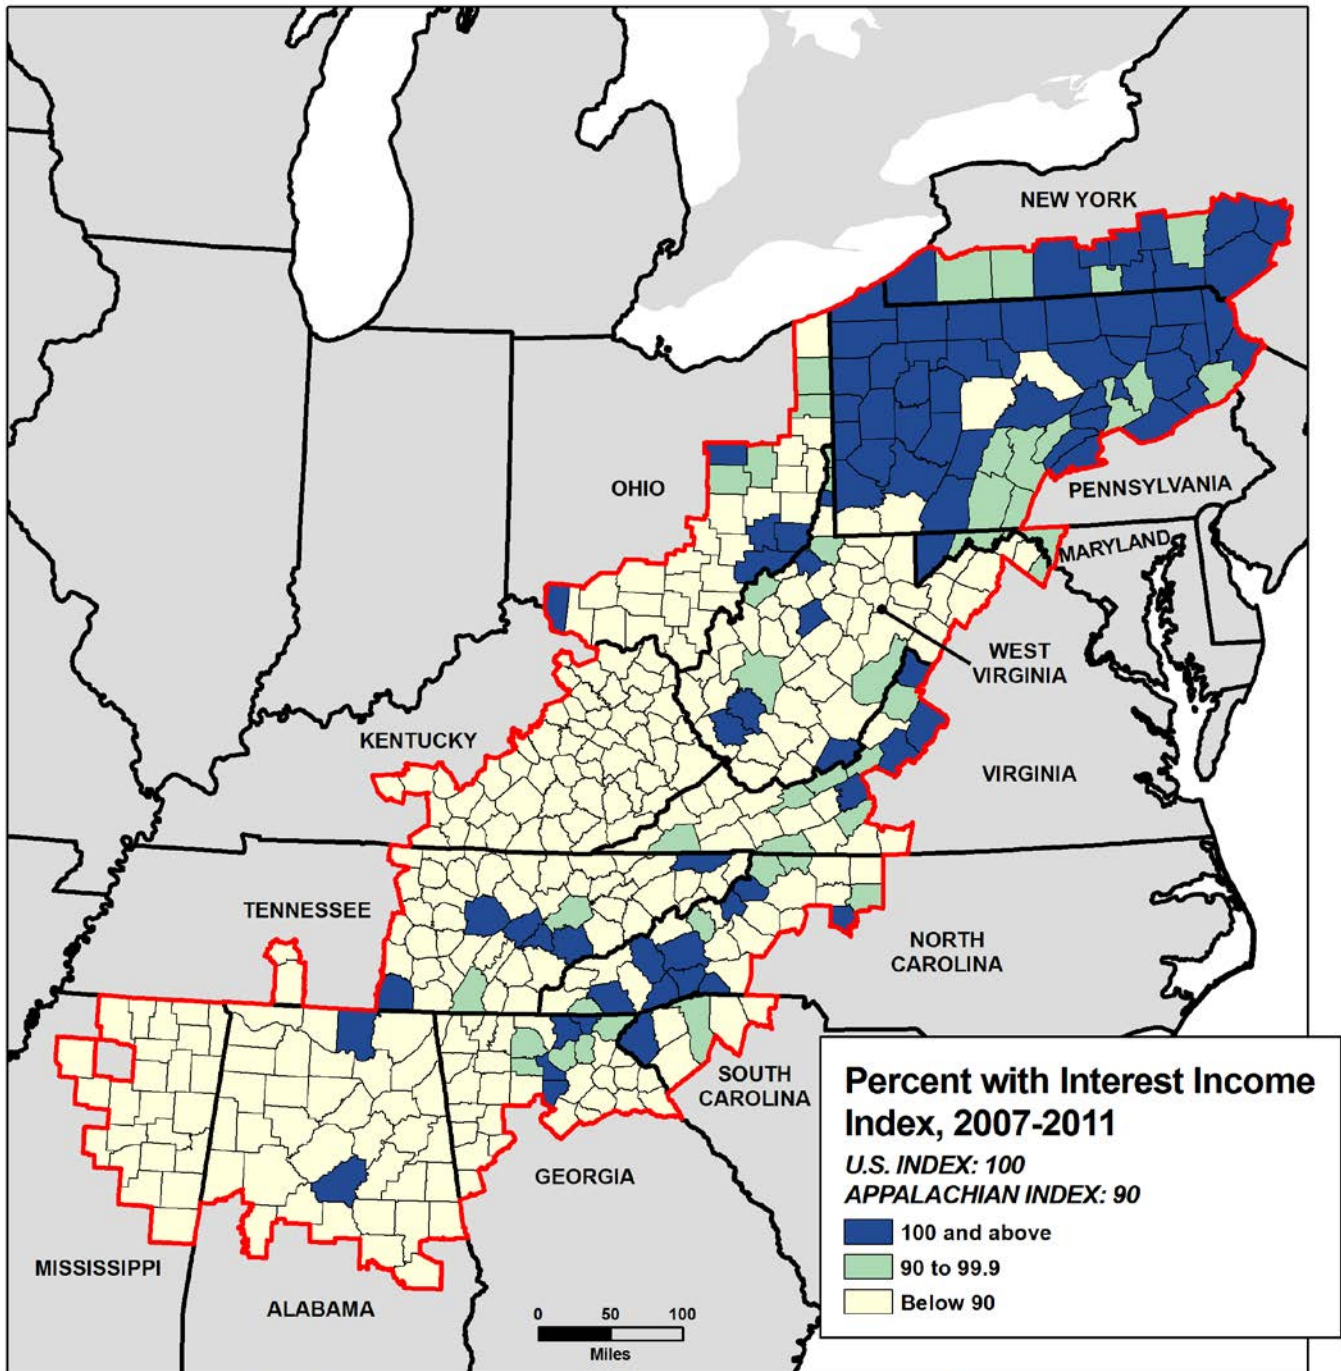 NEW YORK
OHIO
PENNSYLVANIA
MARYLAND
WEST
VIRGINIA
KENTUCKY
VIRGINIA
TENNESSEE
NORTH
CAROLINA
SOUTH
CAROLINA
GEORGIA
MISSISSIPPI
ALABAMA
0 50 100
Miles
Percent with Interest Income
Index, 2007-2011
U.S. INDEX: 100
APPALACHIAN INDEX: 90
100 and above
90 to 99.9
Below 90